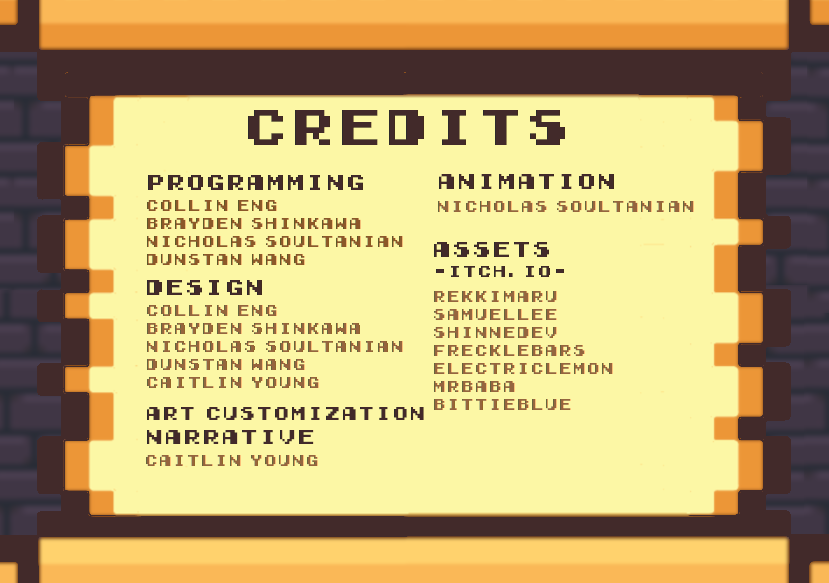 CREDITS
PROGRAMMING
COLLIN ENG
BRAYDEN SHINKAWA
NICHOLAS SOULTANIAN
DUNSTAN WANG
DESIGN
COLLIN ENG
BRAYDEN SHINKAWA
NICHOLAS SOULTANIAN
DUNSTAN WANG
CAITLIN YOUNG
ART CUSTOMIZATION
NARRATIVE
CAITLIN YOUNG
ANIMATION
NICHOLAS SOULTANIAN
ASSETS
-ITCH. IO-
REKKIMARU
SAMUELLEE
SHINNEDEV
FRECKLEBARS
ELECTRICLEMON
MRBABA
BITTIEBLUE